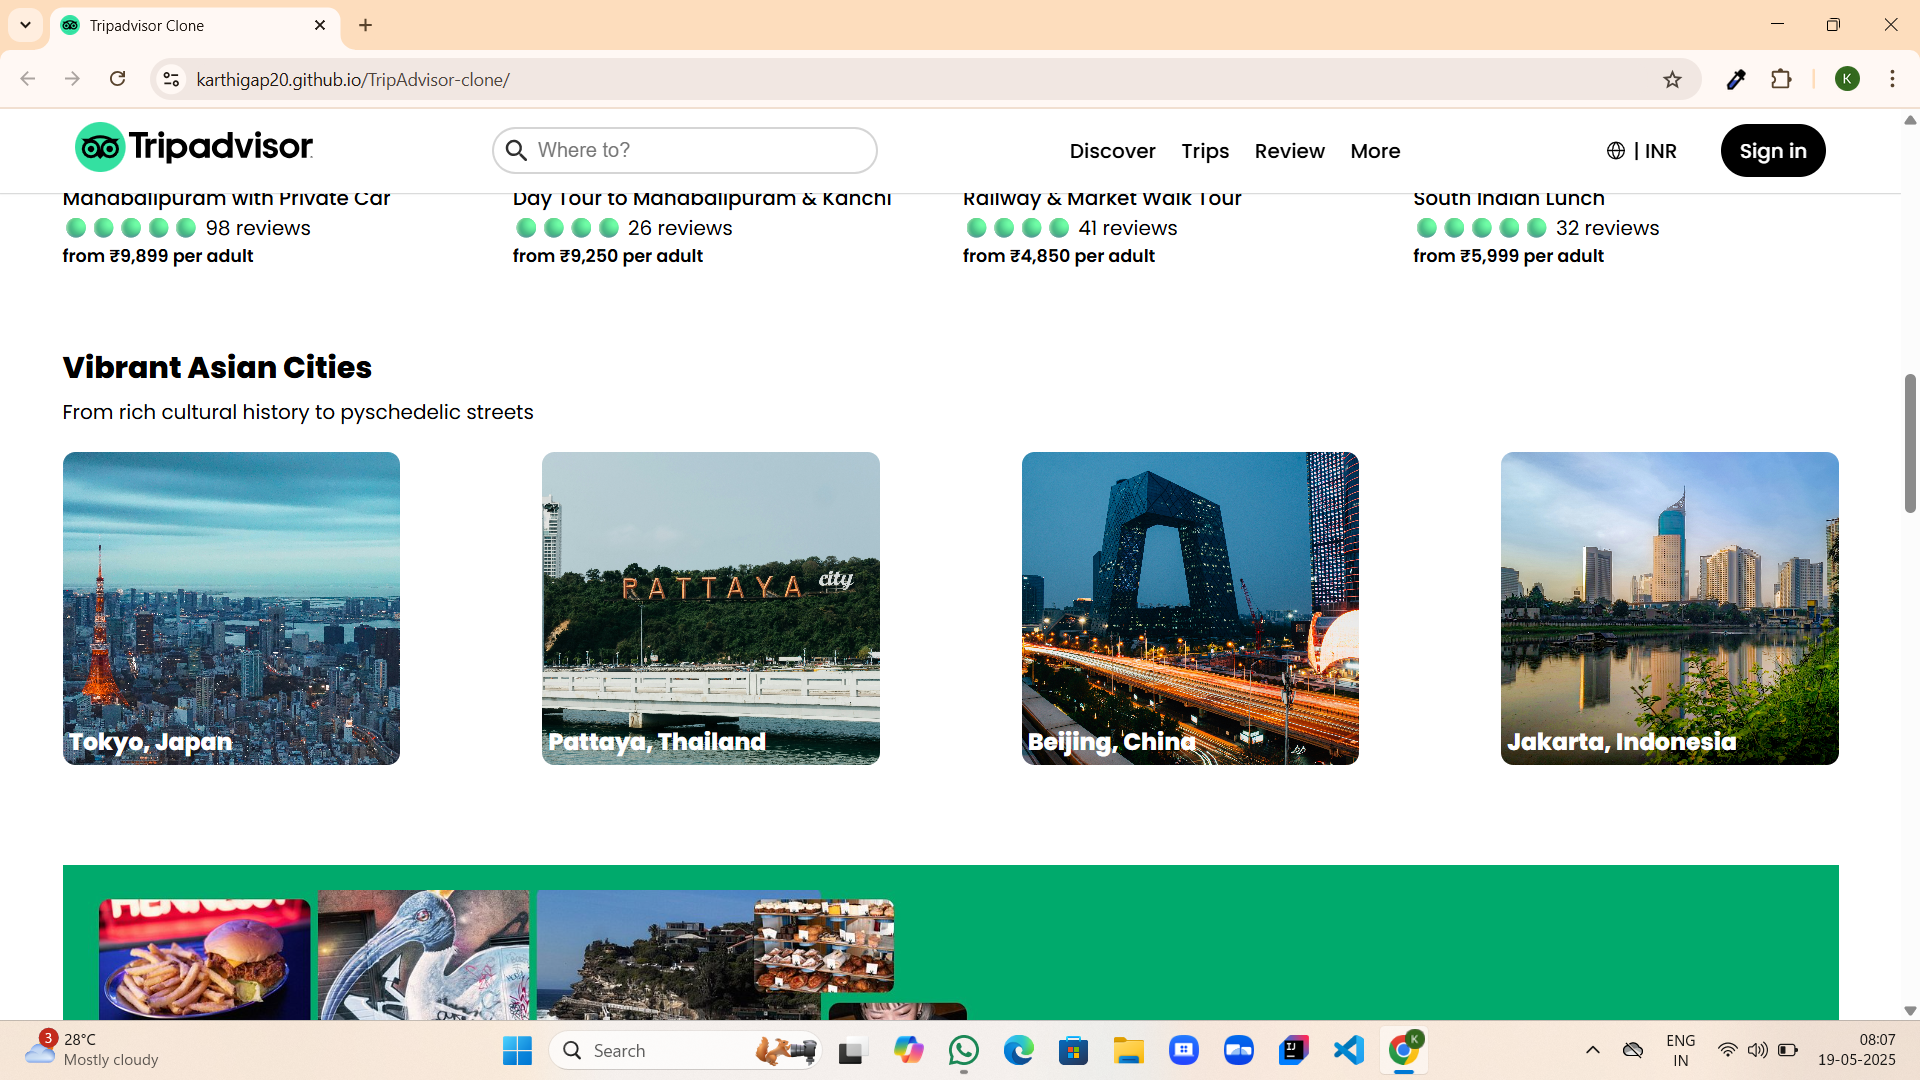 Tripadvisor Clone
karthigap20.github.io/TripAdvisor-clone/
K
Tripadvisor
Where to?
Discover
Trips
Review
More
| INR
Sign in
Mahabalipuram with Private Car
98 reviews
from ₹9,899 per adult
Day Tour to Mahabalipuram & Kanchi
26 reviews
from ₹9,250 per adult
Railway & Market Walk Tour
41 reviews
from ₹4,850 per adult
South Indian Lunch
32 reviews
from ₹5,999 per adult
Vibrant Asian Cities
From rich cultural history to pyschedelic streets
Tokyo, Japan
PATTAYA city
Pattaya, Thailand
Beijing, China
Jakarta, Indonesia
3
28°C
Mostly cloudy
Search
IJ
K
ENG
IN
08:07
19-05-2025